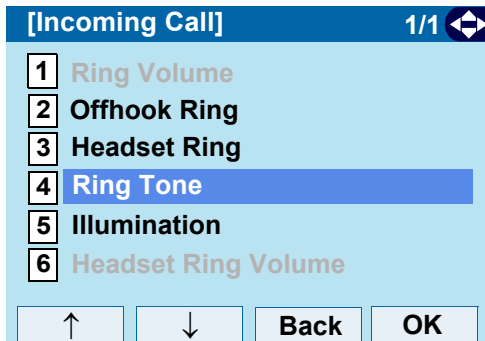 [Incoming Call] 1/1
1 Ring Volume
2 Offhook Ring
3 Headset Ring
4 Ring Tone
5 Illumination
6 Headset Ring Volume
↑ ↓ Back OK